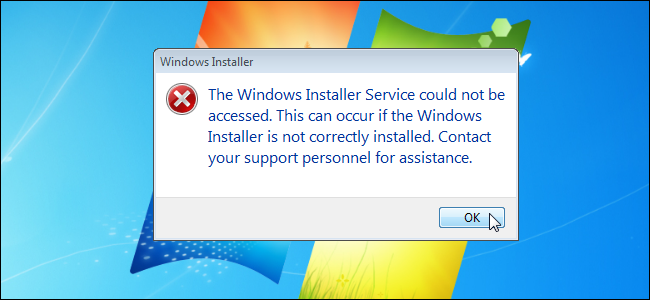 Windows Installer
The Windows Installer Service could not be
accessed. This can occur if the Windows
Installer is not correctly installed. Contact
your support personnel for assistance.
OK